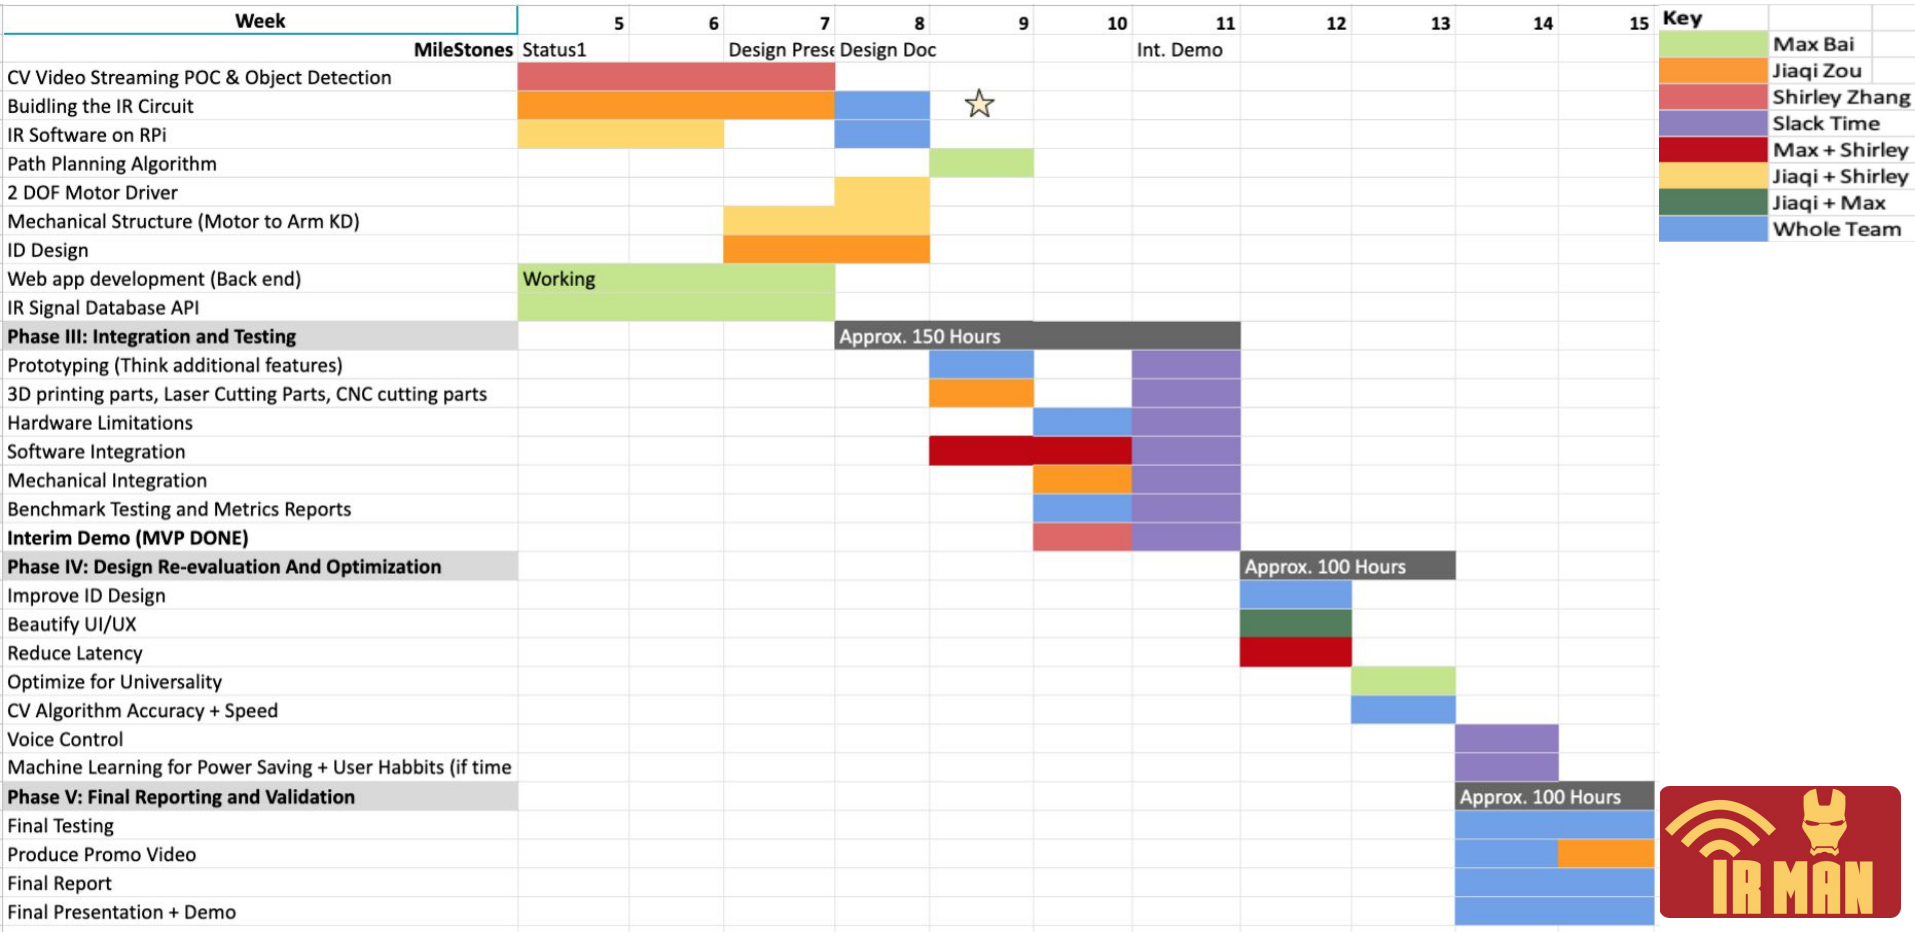 Week 5 6 7 8 9 10 11 12 13 14 15
MileStones Status1 Design Prese Design Doc Int. Demo
CV Video Streaming POC & Object Detection
Buidling the IR Circuit
IR Software on RPi
Path Planning Algorithm
2 DOF Motor Driver
Mechanical Structure (Motor to Arm KD)
ID Design
Web app development (Back end) Working
IR Signal Database API
Phase III: Integration and Testing Approx. 150 Hours
Prototyping (Think additional features)
3D printing parts, Laser Cutting Parts, CNC cutting parts
Hardware Limitations
Software Integration
Mechanical Integration
Benchmark Testing and Metrics Reports
Interim Demo (MVP DONE)
Phase IV: Design Re-evaluation And Optimization Approx. 100 Hours
Improve ID Design
Beautify UI/UX
Reduce Latency
Optimize for Universality
CV Algorithm Accuracy + Speed
Voice Control
Machine Learning for Power Saving + User Habbits (if time
Phase V: Final Reporting and Validation Approx. 100 Hours
Final Testing
Produce Promo Video
Final Report
Final Presentation + Demo
Key
Max Bai
Jiaqi Zou
Shirley Zhang
Slack Time
Max + Shirley
Jiaqi + Shirley
Jiaqi + Max
Whole Team
IR MAN